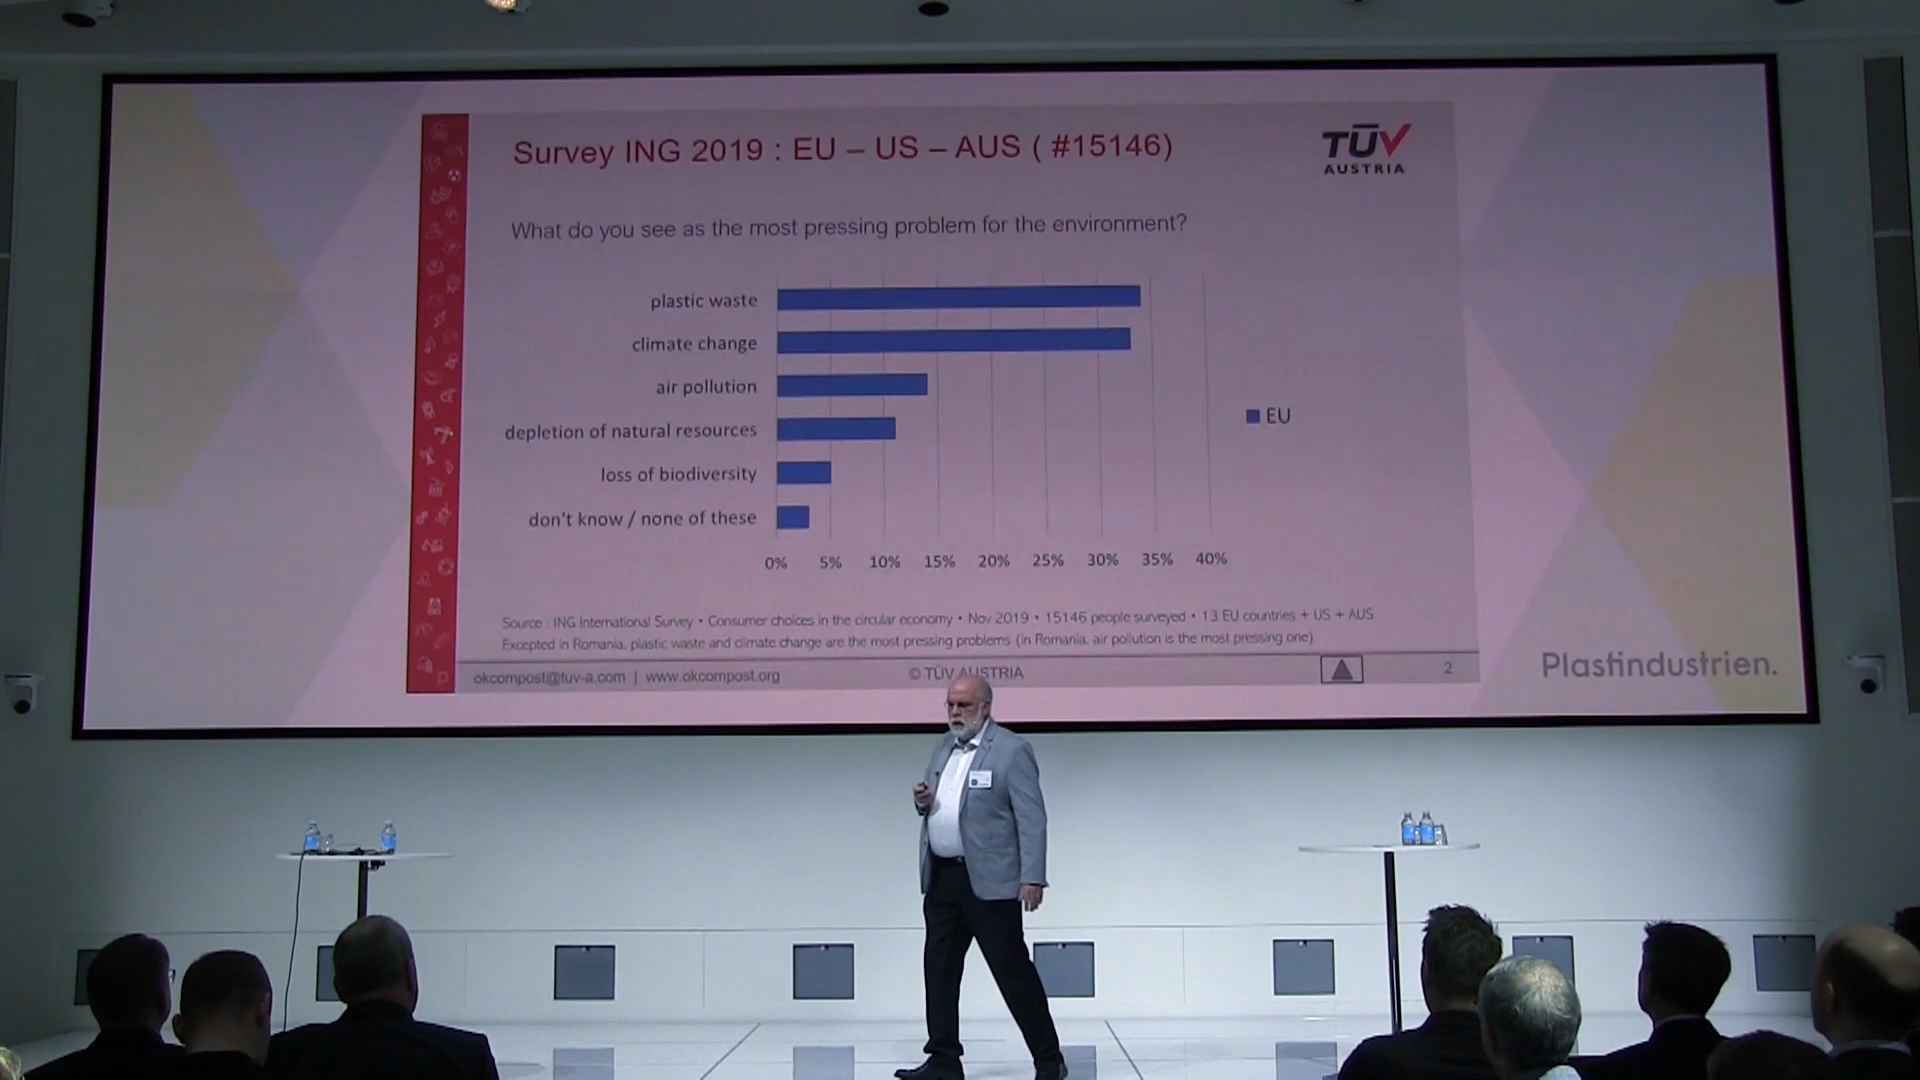 Survey ING 2019 : EU – US – AUS ( #15146)
TÜV
AUSTRIA
What do you see as the most pressing problem for the environment?
plastic waste
climate change
air pollution
depletion of natural resources
loss of biodiversity
don't know / none of these
EU
0% 5% 10% 15% 20% 25% 30% 35% 40%
Source : ING International Survey • Consumer choices in the circular economy • Nov 2019 • 15146 people surveyed • 13 EU countries + US + AUS
Excepted in Romania, plastic waste and climate change are the most pressing problems (in Romania, air pollution is the most pressing one)
okcompost@tuv-a.com | www.okcompost.org
© TÜV AUSTRIA
2
Plastindustrien.